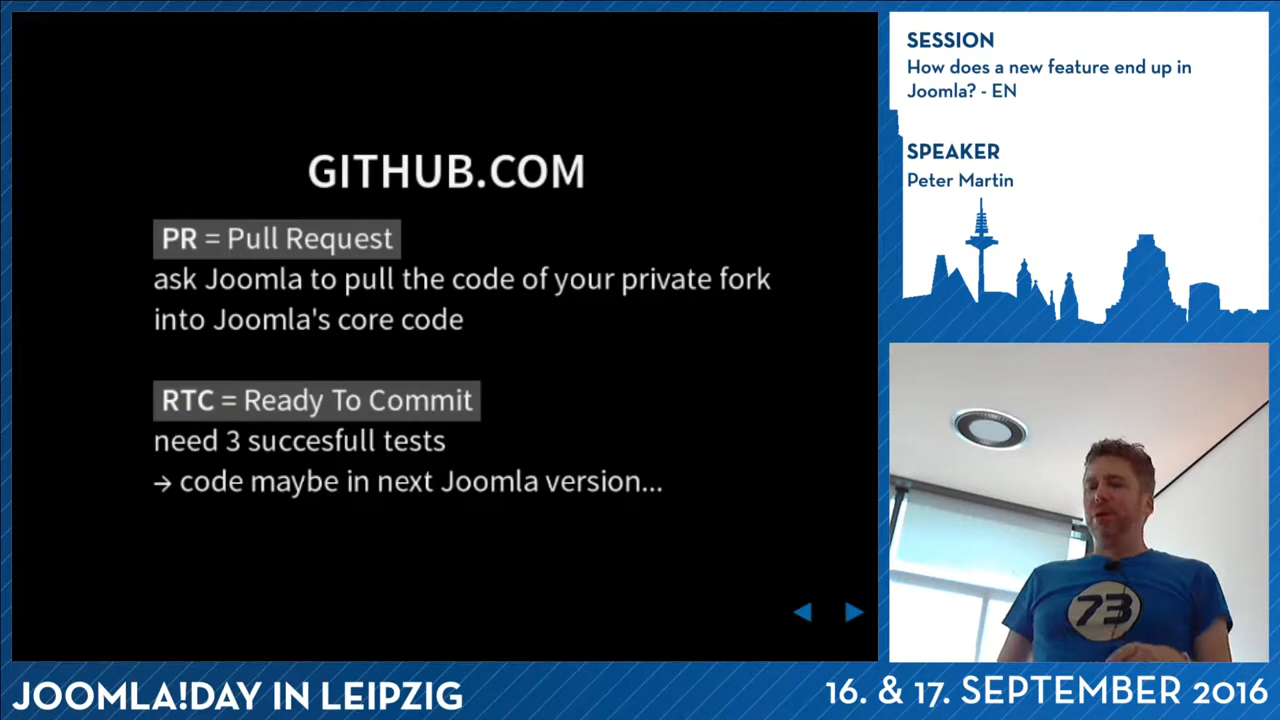 GITHUB.COM
PR = Pull Request
ask Joomla to pull the code of your private fork
into Joomla's core code
RTC = Ready To Commit
need 3 succesfull tests
→ code maybe in next Joomla version...
SESSION
How does a new feature end up in
Joomla? - EN
SPEAKER
Peter Martin
73
JOOMLA!DAY IN LEIPZIG
16. & 17. SEPTEMBER 2016